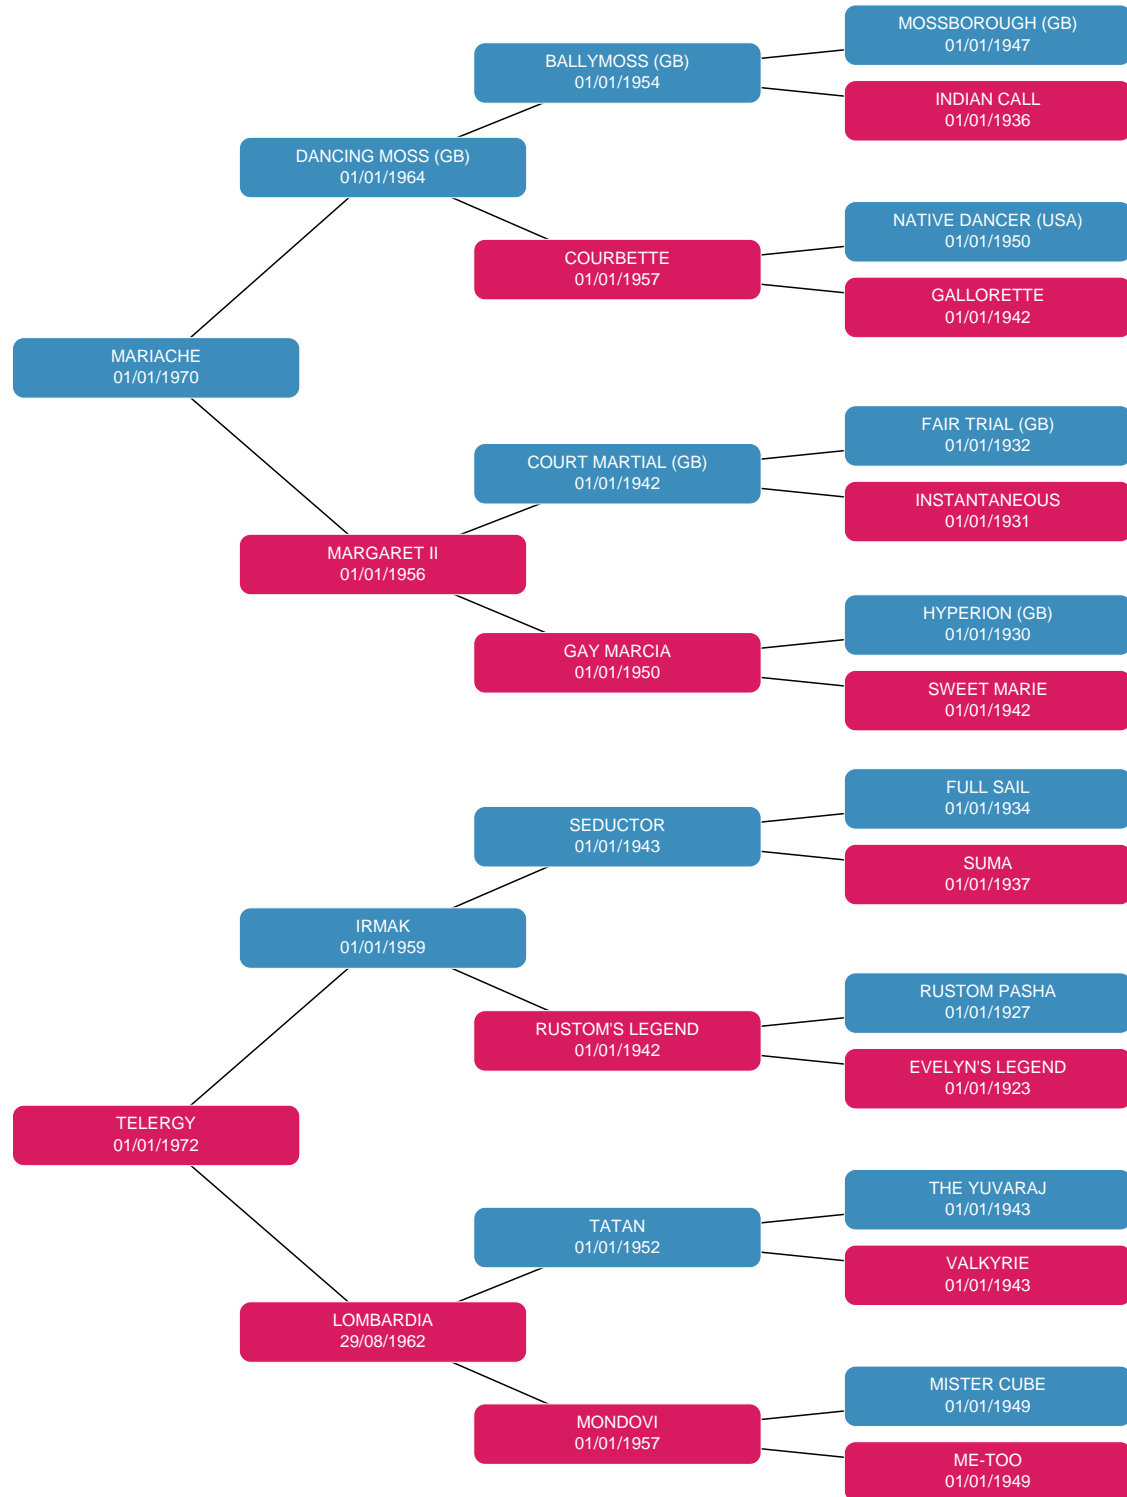 MOSSBOROUGH (GB)
01/01/1947
BALLYMOSS (GB)
01/01/1954
INDIAN CALL
01/01/1936
DANCING MOSS (GB)
01/01/1964
NATIVE DANCER (USA)
01/01/1950
COURBETTE
01/01/1957
GALLORETTE
01/01/1942
MARIACHE
01/01/1970
FAIR TRIAL (GB)
01/01/1932
COURT MARTIAL (GB)
01/01/1942
INSTANTANEOUS
01/01/1931
MARGARET II
01/01/1956
HYPERION (GB)
01/01/1930
GAY MARCIA
01/01/1950
SWEET MARIE
01/01/1942
FULL SAIL
01/01/1934
SEDUCTOR
01/01/1943
SUMA
01/01/1937
IRMAK
01/01/1959
RUSTOM PASHA
01/01/1927
RUSTOM'S LEGEND
01/01/1942
EVELYN'S LEGEND
01/01/1923
TELERGY
01/01/1972
THE YUVARAJ
01/01/1943
TATAN
01/01/1952
VALKYRIE
01/01/1943
LOMBARDIA
29/08/1962
MISTER CUBE
01/01/1949
MONDOVI
01/01/1957
ME-TOO
01/01/1949